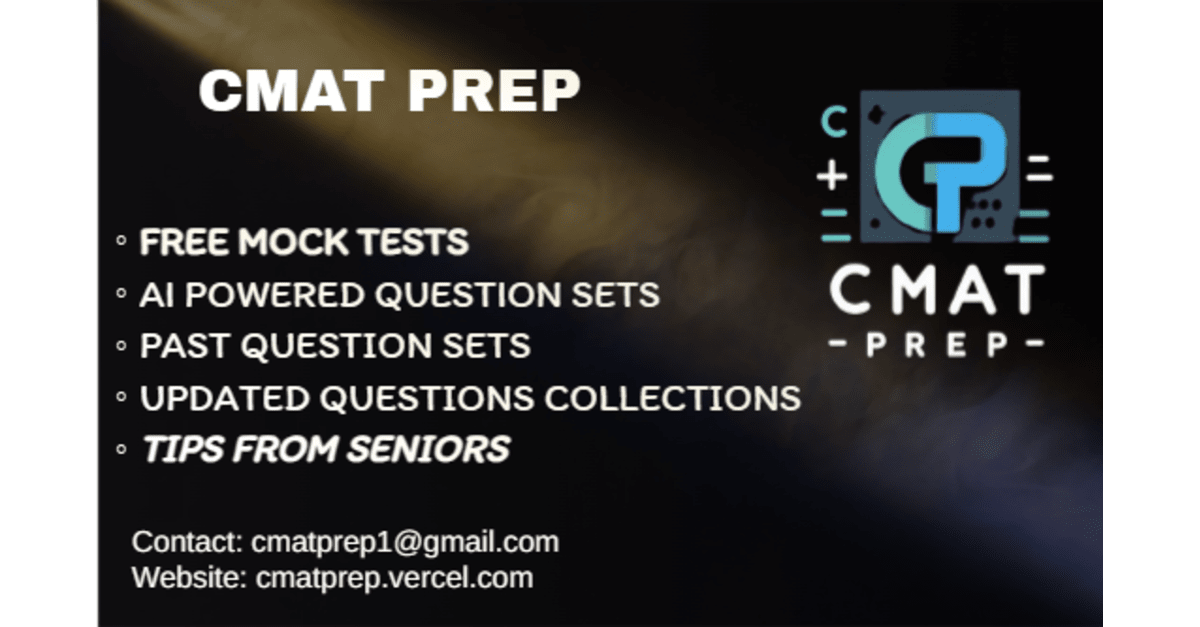 CMAT PREP
◦ FREE MOCK TESTS
◦ AI POWERED QUESTION SETS
◦ PAST QUESTION SETS
◦ UPDATED QUESTIONS COLLECTIONS
◦ TIPS FROM SENIORS
Contact: cmatprep1@gmail.com
Website: cmatprep.vercel.com
C
+
=
CP
=
=
CMAT
- PREP -